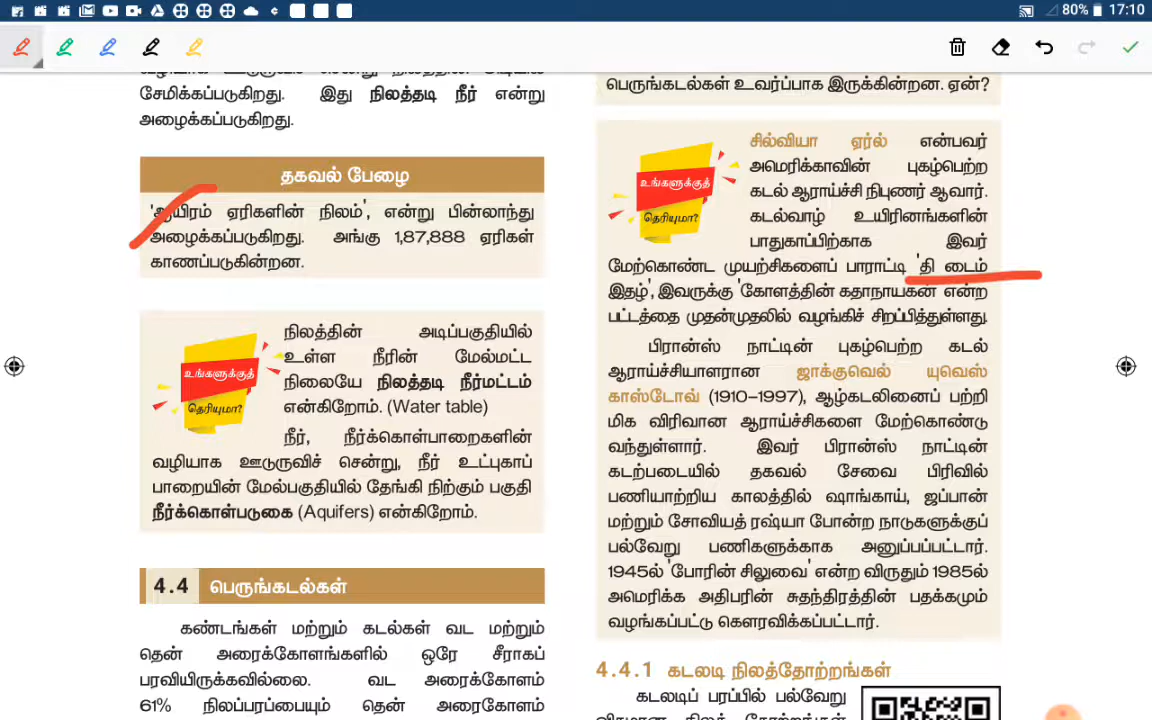 80% 17:10
சேமிக்கப்படுகிறது. இது நிலத்தடி நீர் என்று
அழைக்கப்படுகிறது.
தகவல் பேழை
'ஆயிரம் ஏரிகளின் நிலம்', என்று பின்லாந்து
அழைக்கப்படுகிறது. அங்கு 1,87,888 ஏரிகள்
காணப்படுகின்றன.
உங்களுக்குத்
தெரியுமா?
நிலத்தின் அடிப்பகுதியில்
உள்ள நீரின் மேல்மட்ட
நிலையே நிலத்தடி நீர்மட்டம்
என்கிறோம். (Water table)
நீர், நீர்க்கொள்பாறைகளின்
வழியாக ஊடுருவிச் சென்று, நீர் உட்புகாப்
பாறையின் மேல்பகுதியில் தேங்கி நிற்கும் பகுதி
நீர்க்கொள்படுகை (Aquifers) என்கிறோம்.
4.4 பெருங்கடல்கள்
கண்டங்கள் மற்றும் கடல்கள் வட மற்றும்
தென் அரைக்கோளங்களில் ஒரே சீராகப்
பரவியிருக்கவில்லை. வட அரைக்கோளம்
61% நிலப்பரப்பையும் தென் அரைகோளம்
பெருங்கடல்கள் உவர்ப்பாக இருக்கின்றன. ஏன்?
உங்களுக்குத்
தெரியுமா?
சில்வியா ஏர்ல் என்பவர்
அமெரிக்காவின் புகழ்பெற்ற
கடல் ஆராய்ச்சி நிபுணர் ஆவார்.
கடல்வாழ் உயிரினங்களின்
பாதுகாப்பிற்காக இவர்
மேற்கொண்ட முயற்சிகளைப் பாராட்டி 'தி டைம்
இதழ்', இவருக்கு 'கோளத்தின் கதாநாயகன் என்ற
பட்டத்தை முதன்முதலில் வழங்கிச் சிறப்பித்துள்ளது.
பிரான்ஸ் நாட்டின் புகழ்பெற்ற கடல்
ஆராய்ச்சியாளரான ஜாக்குவெல் யுவெஸ்
காஸ்டோவ் (1910–1997), ஆழ்கடலினைப் பற்றி
மிக விரிவான ஆராய்ச்சிகளை மேற்கொண்டு
வந்துள்ளார். இவர் பிரான்ஸ் நாட்டின்
கடற்படையில் தகவல் சேவை பிரிவில்
பணியாற்றிய காலத்தில் ஷாங்காய், ஜப்பான்
மற்றும் சோவியத் ரஷ்யா போன்ற நாடுகளுக்குப்
பல்வேறு பணிகளுக்காக அனுப்பப்பட்டார்.
1945ல் 'போரின் சிலுவை' என்ற விருதும் 1985ல்
அமெரிக்க அதிபரின் சுதந்திரத்தின் பதக்கமும்
வழங்கப்பட்டு கௌரவிக்கப்பட்டார்.
4.4.1 கடலடி நிலத்தோற்றங்கள்
கடலடிப் பரப்பில் பல்வேறு